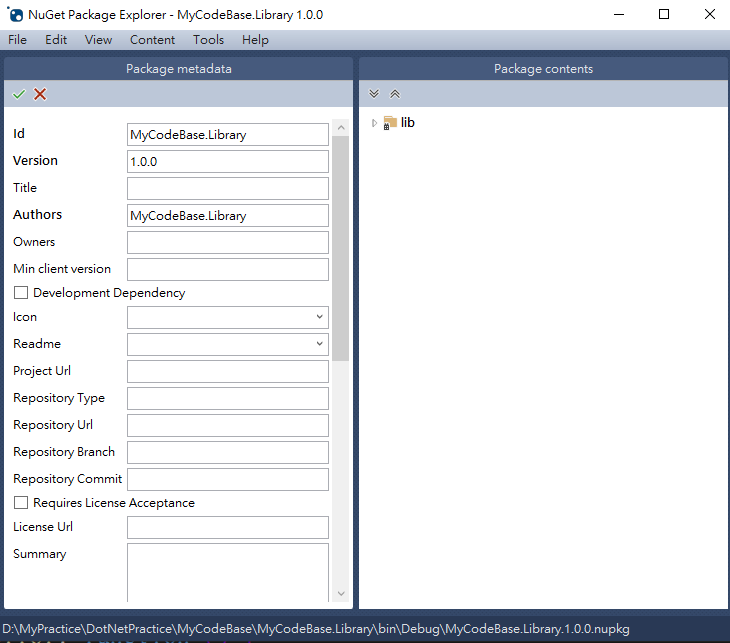 NuGet Package Explorer - MyCodeBase.Library 1.0.0
File Edit View Content Tools Help
Package metadata
Id MyCodeBase.Library
Version 1.0.0
Title
Authors MyCodeBase.Library
Owners
Min client version
Development Dependency
Icon
Readme
Project Url
Repository Type
Repository Url
Repository Branch
Repository Commit
Requires License Acceptance
License Url
Summary
Package contents
lib
D:\MyPractice\DotNetPractice\MyCodeBase\MyCodeBase.Library\bin\Debug\MyCodeBase.Library.1.0.0.nupkg